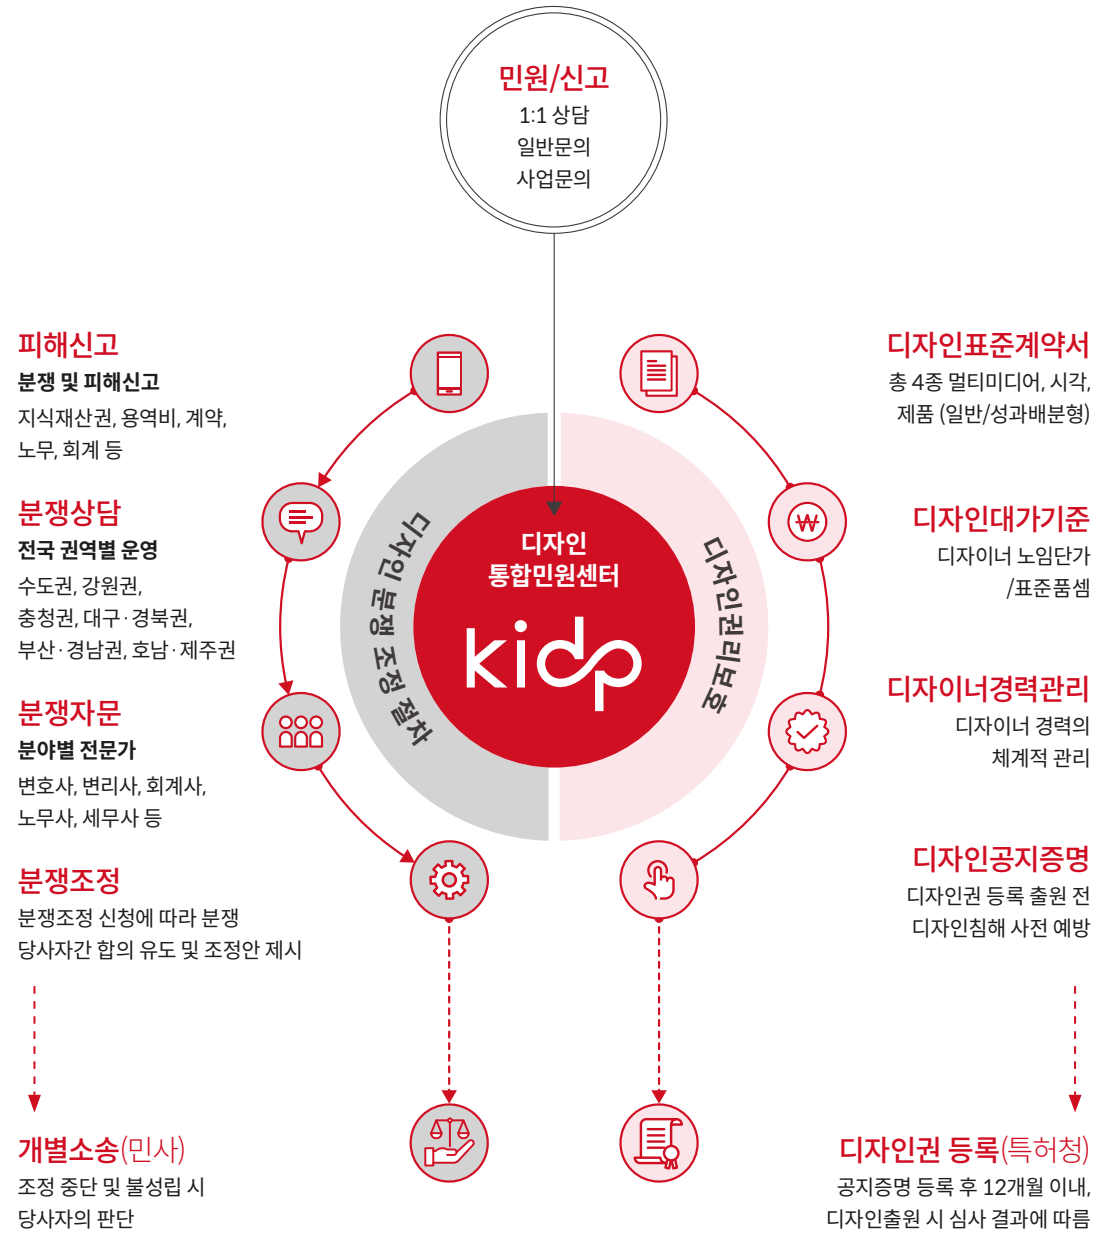 민원/신고
1:1 상담
일반문의
사업문의
피해신고
분쟁 및 피해신고
지식재산권, 용역비, 계약,
노무, 회계 등
분쟁상담
전국 권역별 운영
수도권, 강원권,
충청권, 대구·경북권,
부산·경남권, 호남·제주권
분쟁자문
분야별 전문가
변호사, 변리사, 회계사,
노무사, 세무사 등
분쟁조정
분쟁조정 신청에 따라 분쟁
당사자간 합의 유도 및 조정안 제시
개별소송(민사)
조정 중단 및 불성립 시
당사자의 판단
디자인 분쟁 조정 절차
디자인
통합민원센터
kidp
디자인권리보호
디자인표준계약서
총 4종 멀티미디어, 시각,
제품 (일반/성과배분형)
디자인대가기준
디자이너 노임단가
/표준품셈
디자이너경력관리
디자이너 경력의
체계적 관리
디자인공지증명
디자인권 등록 출원 전
디자인침해 사전 예방
디자인권 등록(특허청)
공지증명 등록 후 12개월 이내,
디자인출원 시 심사 결과에 따름